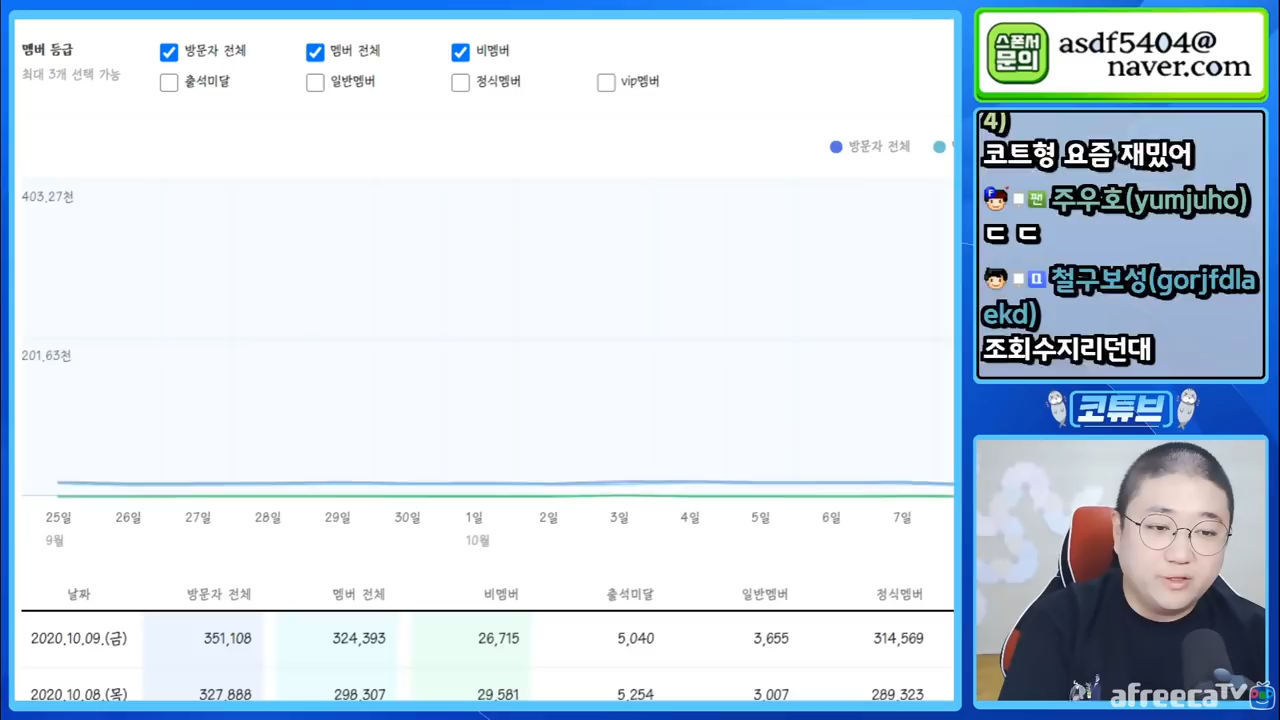 멤버 등급
최대 3개 선택 가능
방문자 전체 멤버 전체 비멤버
출석미달 일반멤버 정식멤버 vip멤버
방문자 전체
403,27천
201,63천
25일 26일 27일 28일 29일 30일 1일 2일 3일 4일 5일 6일 7일
9월 10월
날짜 방문자 전체 멤버 전체 비멤버 출석미달 일반멤버 정식멤버
2020.10.09.(금) 351,108 324,393 26,715 5,040 3,655 314,569
2020.10.08.(목) 327,888 298,307 29,581 5,254 3,007 289,323
스폰서
문의
asdf5404@
naver.com
4)
코트형 요즘 재밌어
F 팬 주우호(yumjuho)
ㄷ ㄷ
철구보성(gorjfdla
ekd)
조회수지리던대
코튜브
afreecaTV